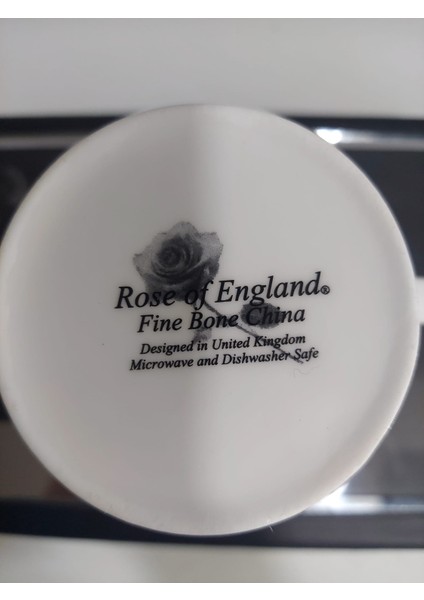 Rose of England®
Fine Bone China
Designed in United Kingdom
Microwave and Dishwasher Safe